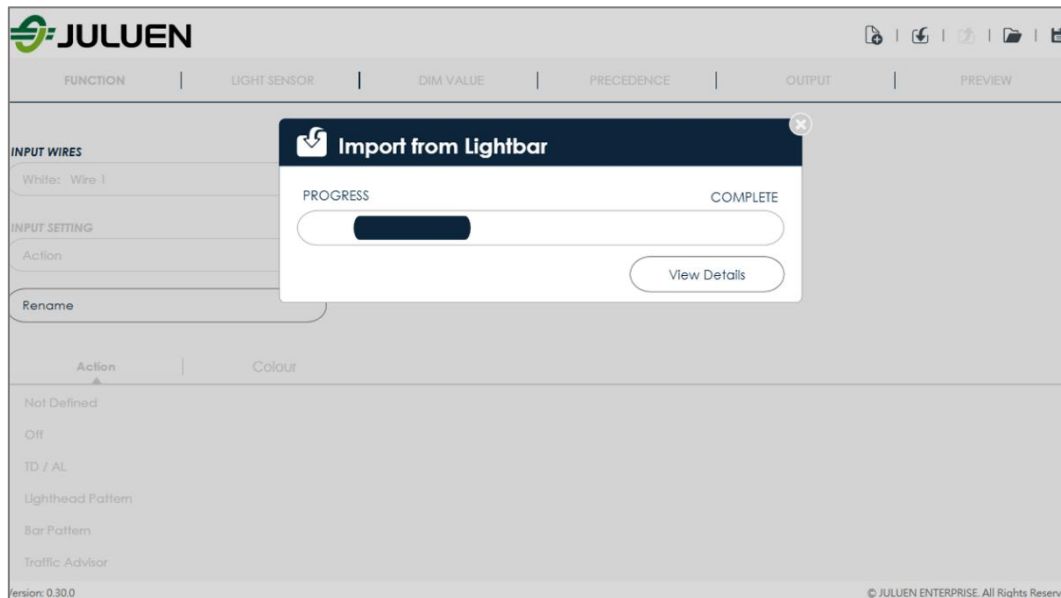 JULUEN
FUNCTION | LIGHT SENSOR | DIM VALUE | PRECEDENCE | OUTPUT | PREVIEW
Import from Lightbar
INPUT WIRES
White: Wire 1
PROGRESS COMPLETE
INPUT SETTING
Action
View Details
Rename
Action | Colour
Not Defined
Off
TD / AL
Lighthead Pattern
Bar Pattern
Traffic Advisor
ersion: 0.30.0 © JULUEN ENTERPRISE. All Rights Reserv